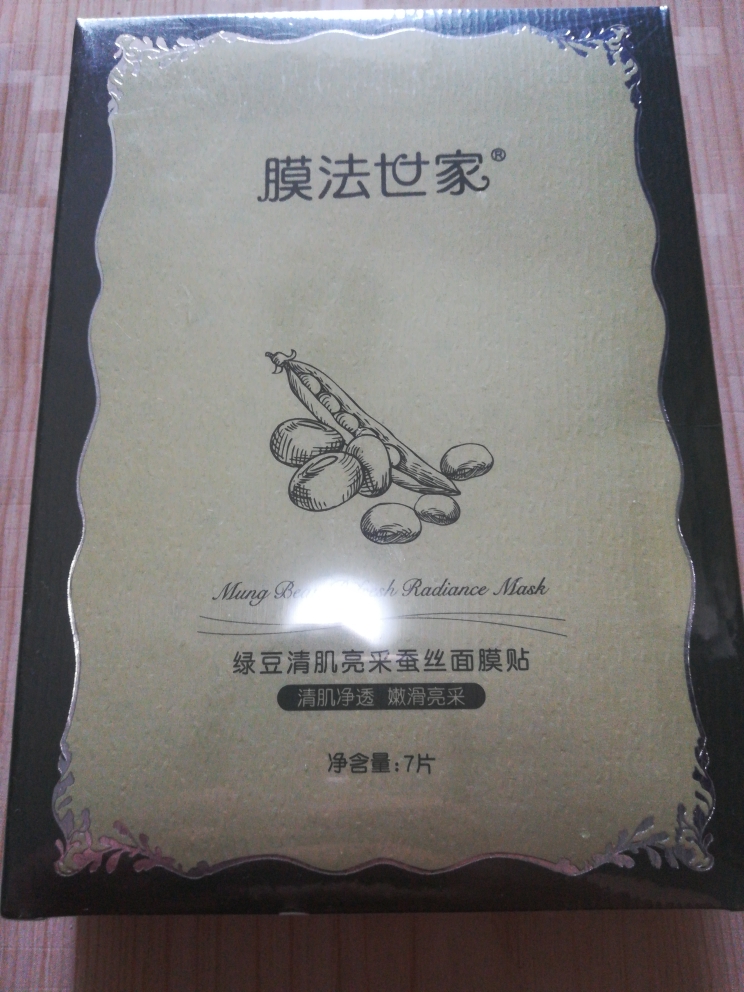 膜法世家®
Mung Radiance Mask
绿豆清肌亮采蚕丝面膜贴
清肌净透 嫩滑亮采
净含量:7片